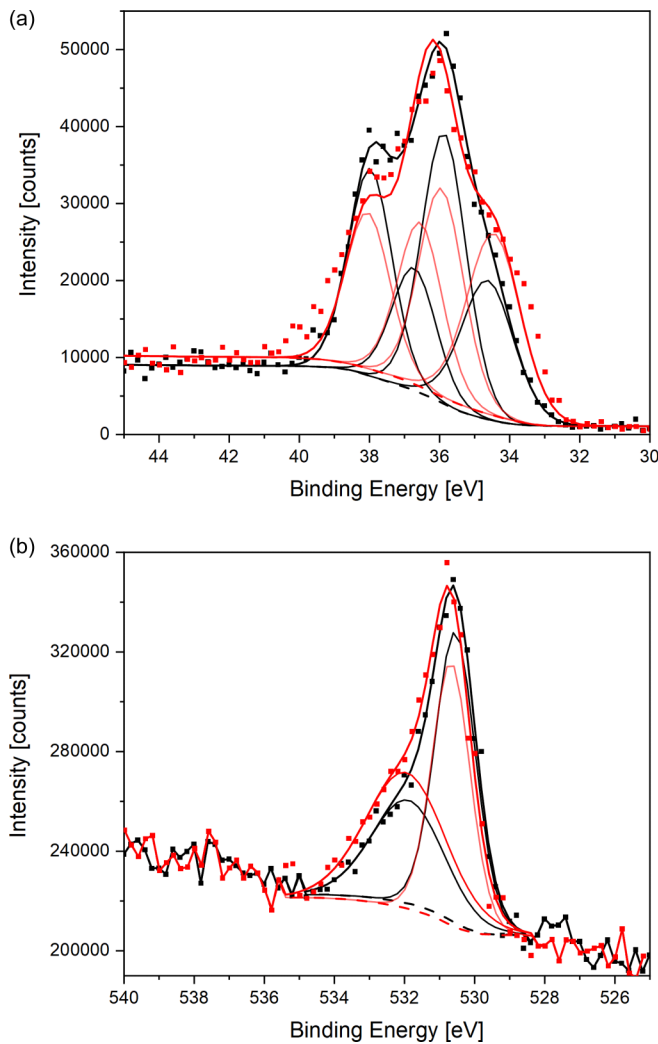 (a)
50000
40000
30000
20000
10000
0
Intensity [counts]
44 42 40 38 36 34 32 30
Binding Energy [eV]
(b)
360000
320000
280000
240000
200000
Intensity [counts]
540 538 536 534 532 530 528 526
Binding Energy [eV]